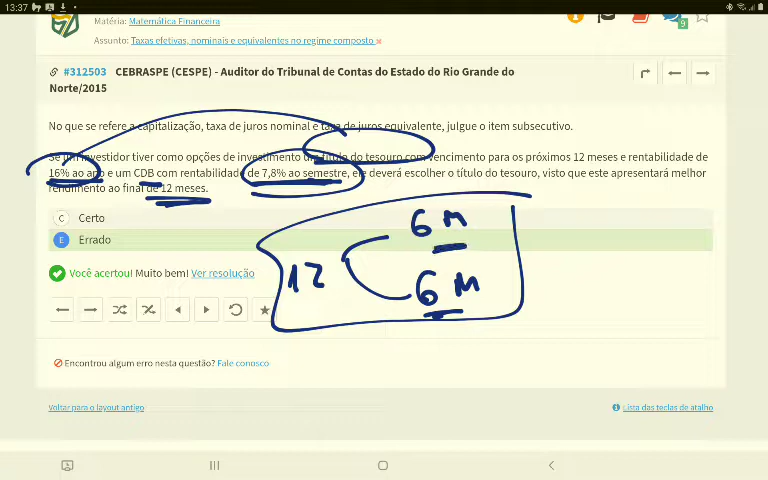 13:37
Matéria: Matemática Financeira
9
Assunto: Taxas efetivas, nominais e equivalentes no regime composto
#312503 CEBRASPE (CESPE) - Auditor do Tribunal de Contas do Estado do Rio Grande do
Norte/2015
No que se refere a capitalização, taxa de juros nominal e taxa de juros equivalente, julgue o item subsecutivo.
Se um investidor tiver como opções de investimento um título do tesouro com vencimento para os próximos 12 meses e rentabilidade de
16% ao ano e um CDB com rentabilidade de 7,8% ao semestre, ele deverá escolher o título do tesouro, visto que este apresentará melhor
rendimento ao final de 12 meses.
C Certo
E Errado
6 M
12
6 M
Você acertou! Muito bem! Ver resolução
Encontrou algum erro nesta questão? Fale conosco
Voltar para o layout antigo
Lista das teclas de atalho